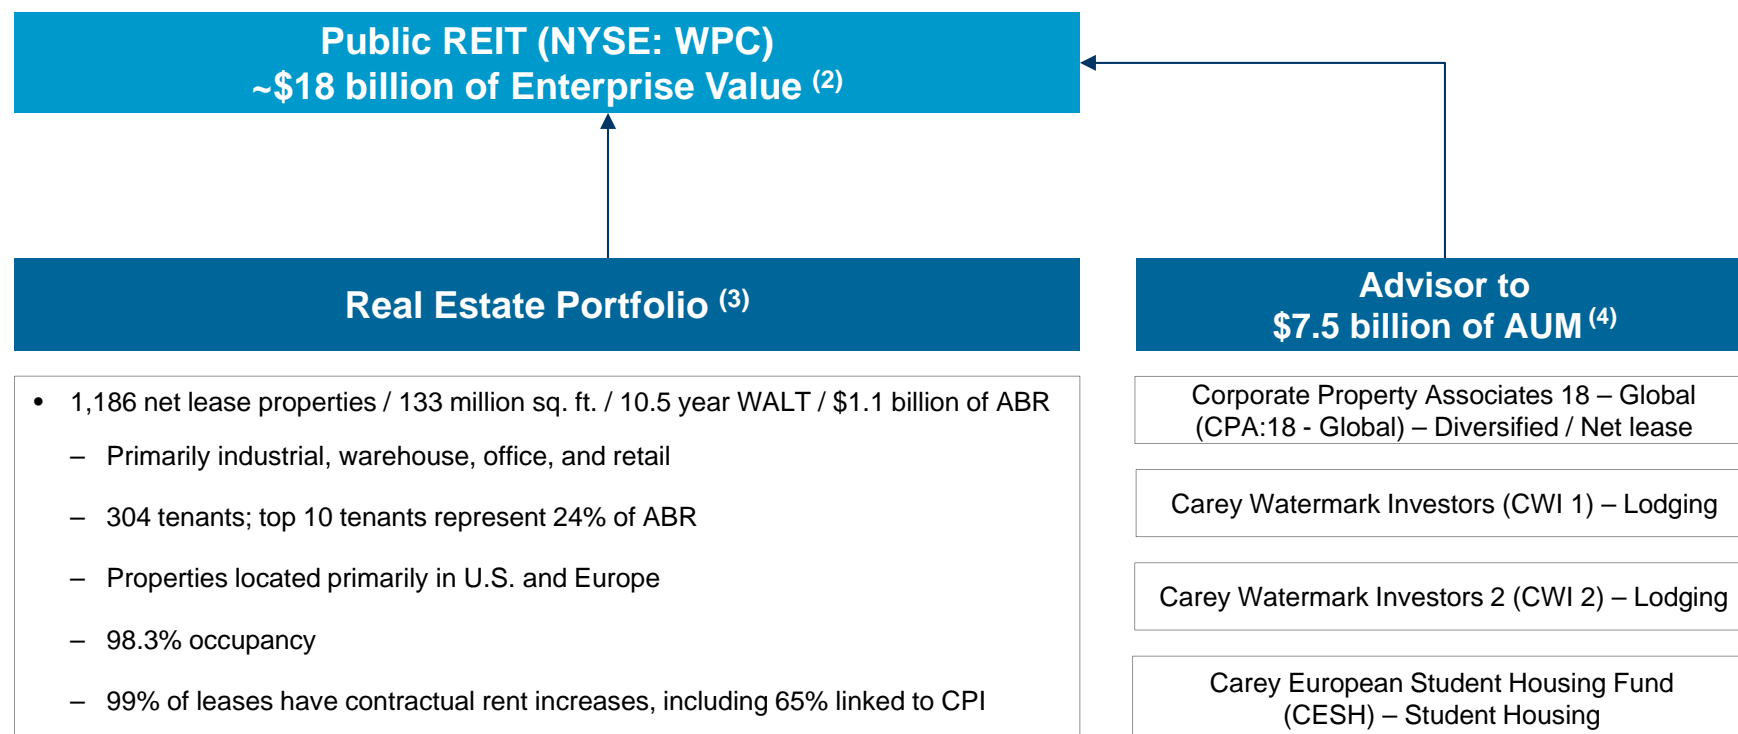 Public REIT (NYSE: WPC)
~$18 billion of Enterprise Value (2)
Real Estate Portfolio (3)
• 1,186 net lease properties / 133 million sq. ft. / 10.5 year WALT / $1.1 billion of ABR
– Primarily industrial, warehouse, office, and retail
– 304 tenants; top 10 tenants represent 24% of ABR
– Properties located primarily in U.S. and Europe
– 98.3% occupancy
– 99% of leases have contractual rent increases, including 65% linked to CPI
Advisor to
$7.5 billion of AUM (4)
Corporate Property Associates 18 – Global
(CPA:18 - Global) – Diversified / Net lease
Carey Watermark Investors (CWI 1) – Lodging
Carey Watermark Investors 2 (CWI 2) – Lodging
Carey European Student Housing Fund
(CESH) – Student Housing